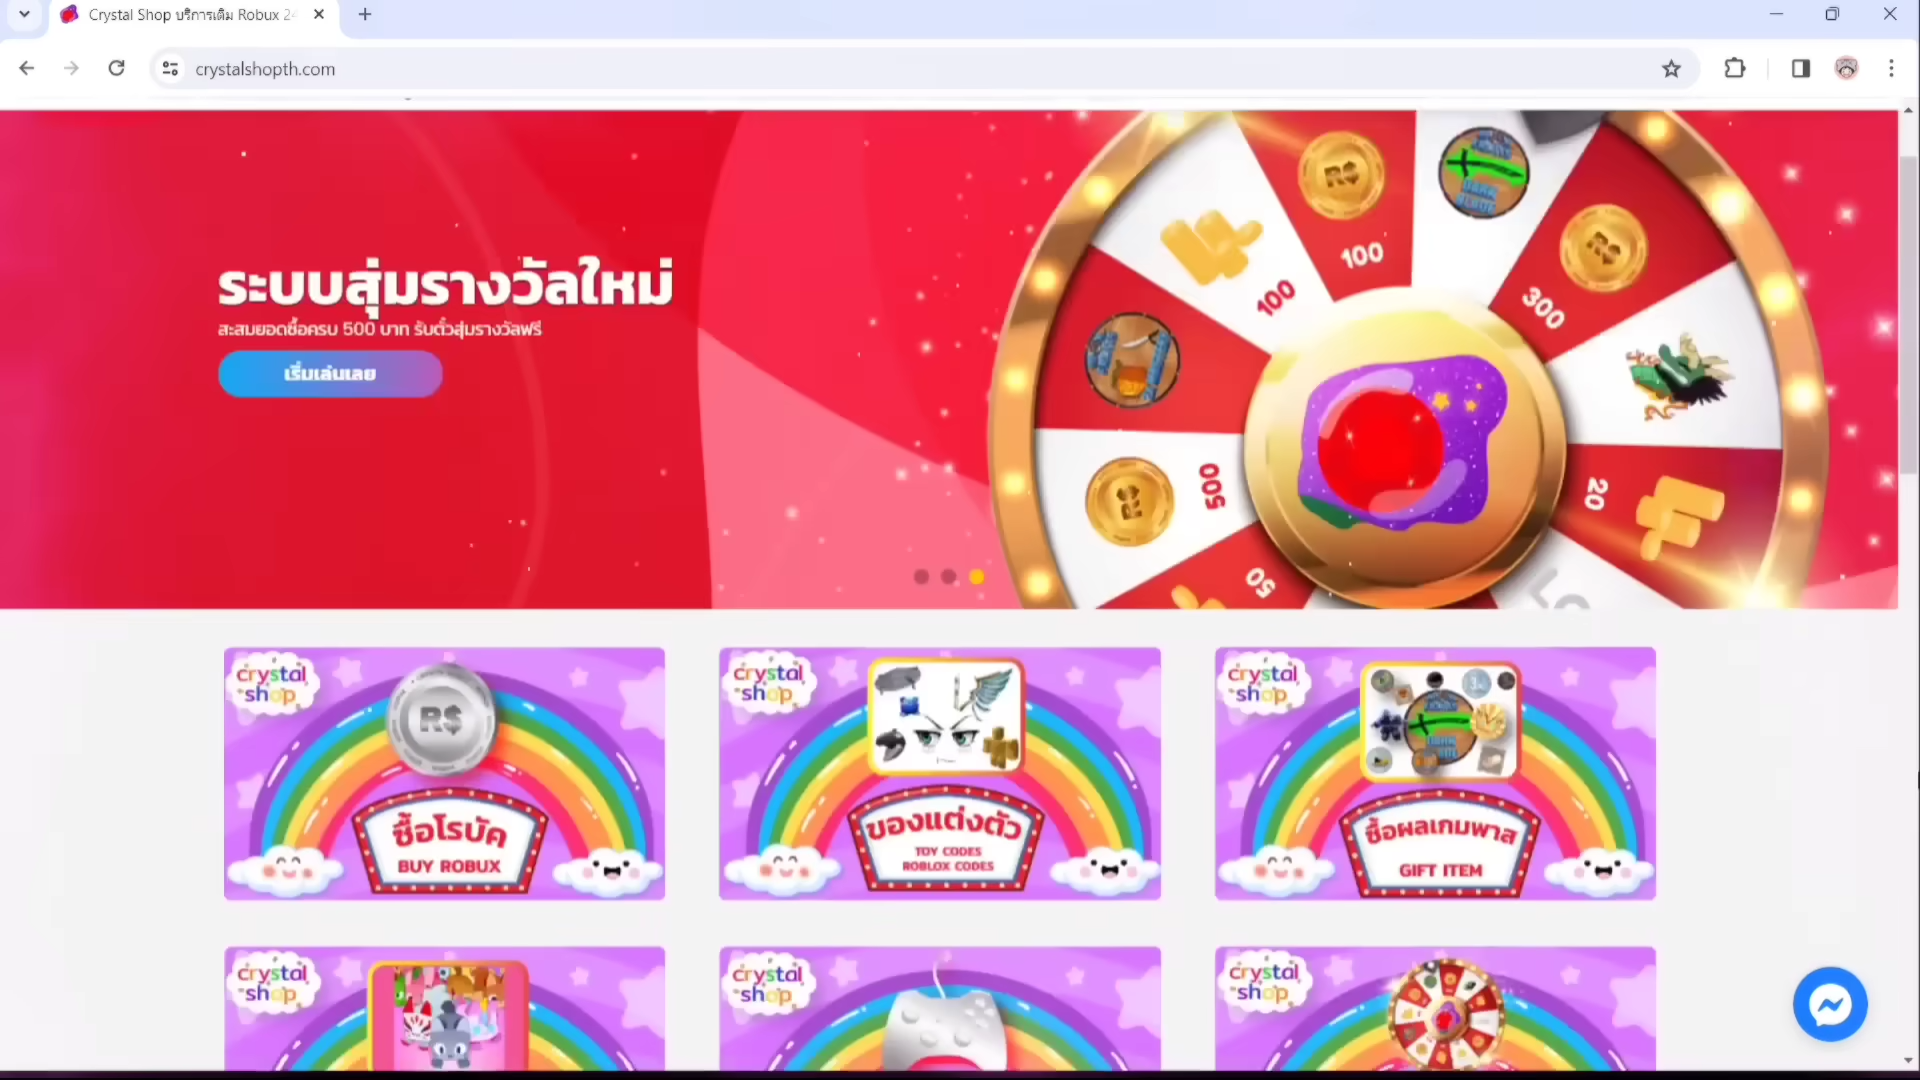 Crystal Shop บริการเติม Robux 24
crystalshopth.com
ระบบสุ่มรางวัลใหม่
สะสมยอดซื้อครบ 500 บาท รับตั๋วสุ่มรางวัลฟรี
เริ่มเล่นเลย
R$
100
100
R$
300
R$
500
20
50
crystal shop
R$
ซื้อโรบัค
BUY ROBUX
crystal shop
ของแต่งตัว
TOY CODES
ROBLOX CODES
crystal shop
ซื้อผลเกมพาส
GIFT ITEM
crystal shop
crystal shop
crystal shop